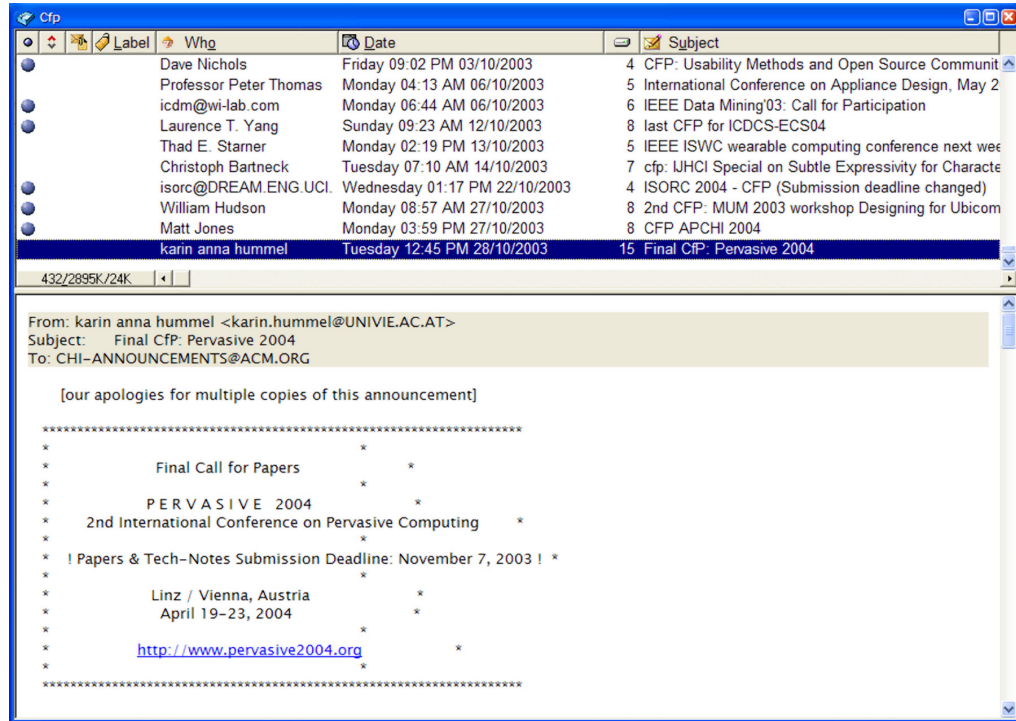 Cfp
Label Who Date Subject
Dave Nichols Friday 09:02 PM 03/10/2003 4 CFP: Usability Methods and Open Source Communit
Professor Peter Thomas Monday 04:13 AM 06/10/2003 5 International Conference on Appliance Design, May 2
icdm@wi-lab.com Monday 06:44 AM 06/10/2003 6 IEEE Data Mining'03: Call for Participation
Laurence T. Yang Sunday 09:23 AM 12/10/2003 8 last CFP for ICDCS-ECS04
Thad E. Starner Monday 02:19 PM 13/10/2003 5 IEEE ISWC wearable computing conference next wee
Christoph Bartneck Tuesday 07:10 AM 14/10/2003 7 cfp: IJHCI Special on Subtle Expressivity for Characte
isorc@DREAM.ENG.UCI. Wednesday 01:17 PM 22/10/2003 4 ISORC 2004 - CFP (Submission deadline changed)
William Hudson Monday 08:57 AM 27/10/2003 8 2nd CFP: MUM 2003 workshop Designing for Ubicom
Matt Jones Monday 03:59 PM 27/10/2003 8 CFP APCHI 2004
karin anna hummel Tuesday 12:45 PM 28/10/2003 15 Final CfP: Pervasive 2004
432/2895K/24K
From: karin anna hummel <karin.hummel@UNIVIE.AC.AT>
Subject: Final CfP: Pervasive 2004
To: CHI-ANNOUNCEMENTS@ACM.ORG
[our apologies for multiple copies of this announcement]
*********************************************************************
* *
* Final Call for Papers *
* *
* P E R V A S I V E 2004 *
* 2nd International Conference on Pervasive Computing *
* *
* ! Papers & Tech-Notes Submission Deadline: November 7, 2003 ! *
* *
* Linz / Vienna, Austria *
* April 19-23, 2004 *
* *
* http://www.pervasive2004.org *
* *
*********************************************************************